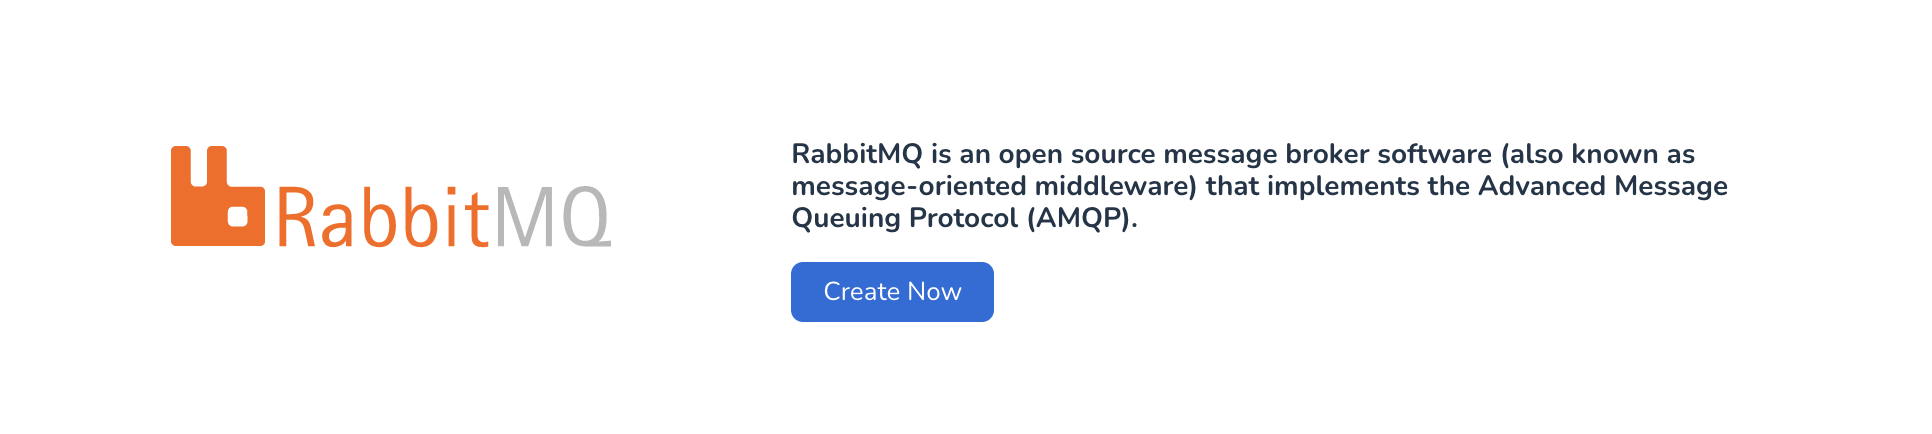 RabbitMQ
RabbitMQ is an open source message broker software (also known as
message-oriented middleware) that implements the Advanced Message
Queuing Protocol (AMQP).
Create Now